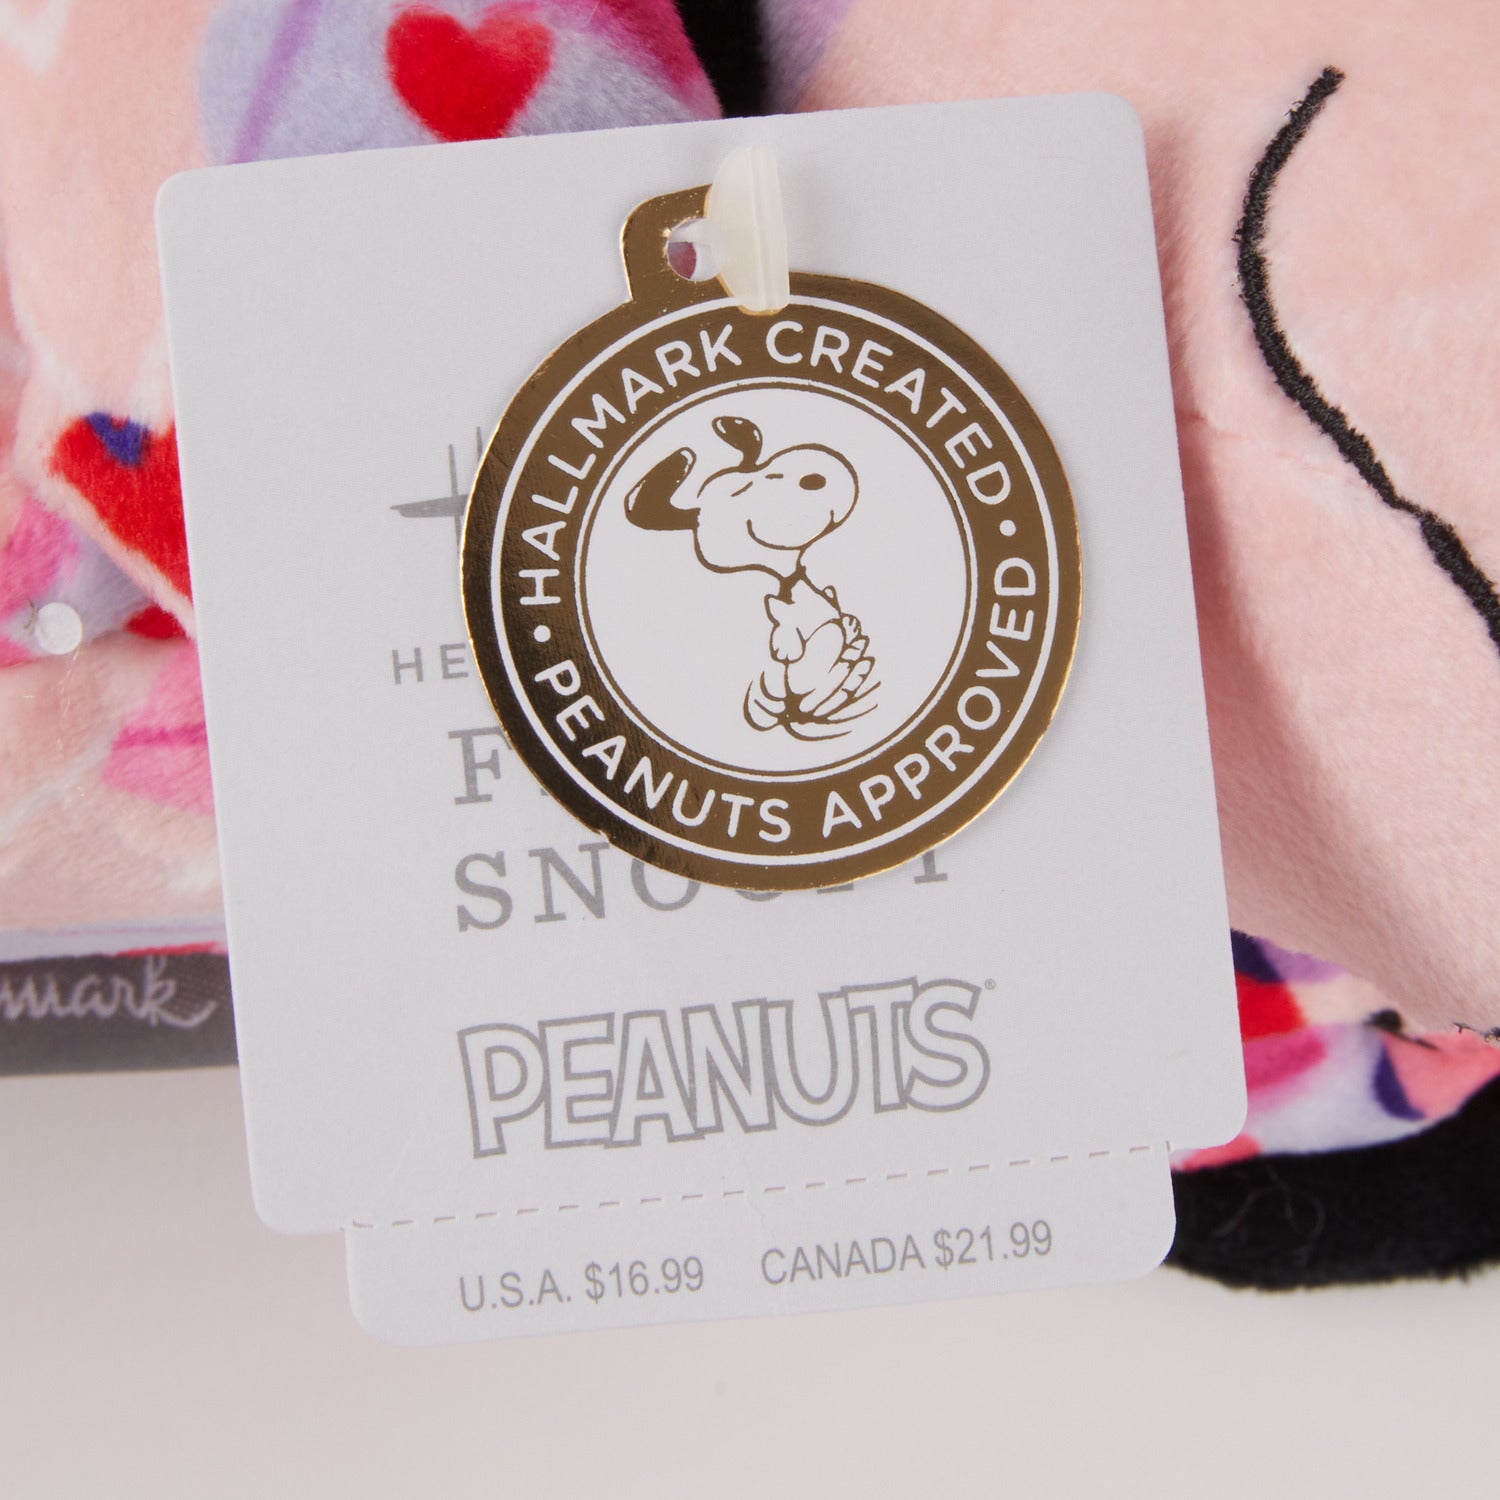 HALLMARK CREATED
PEANUTS APPROVED
PEANUTS®
U.S.A. $16.99 CANADA $21.99